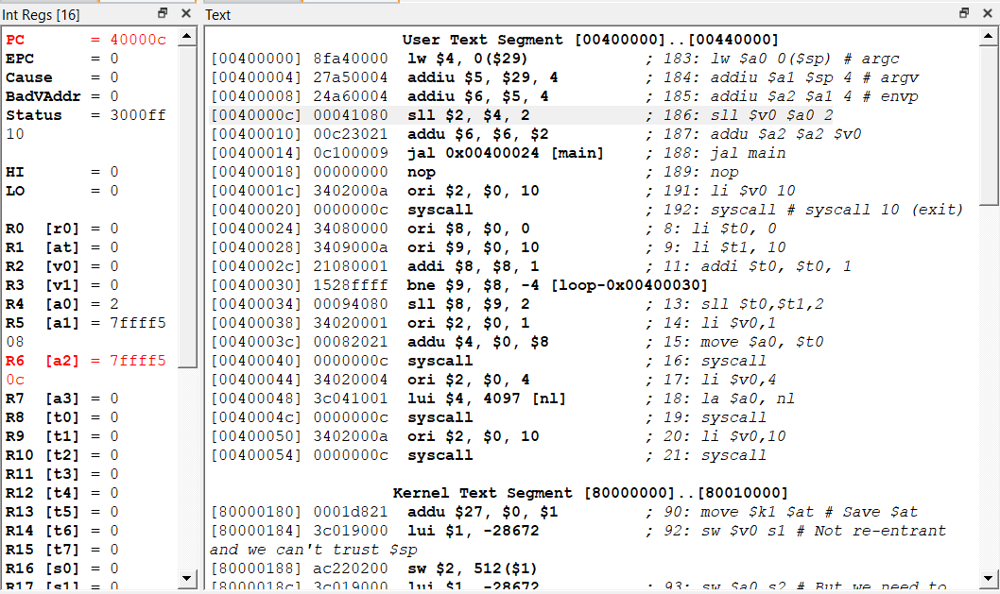 Int Regs [16]
PC       = 40000c
EPC      = 0
Cause    = 0
BadVAddr = 0
Status   = 3000ff
10
HI       = 0
LO       = 0
R0  [r0] = 0
R1  [at] = 0
R2  [v0] = 0
R3  [v1] = 0
R4  [a0] = 2
R5  [a1] = 7ffff5
08
R6  [a2] = 7ffff5
0c
R7  [a3] = 0
R8  [t0] = 0
R9  [t1] = 0
R10 [t2] = 0
R11 [t3] = 0
R12 [t4] = 0
R13 [t5] = 0
R14 [t6] = 0
R15 [t7] = 0
R16 [s0] = 0
R17 [s1] = 0
Text
User Text Segment [00400000]..[00440000]
[00400000] 8fa40000  lw $4, 0($29)            ; 183: lw $a0 0($sp) # argc
[00400004] 27a50004  addiu $5, $29, 4         ; 184: addiu $a1 $sp 4 # argv
[00400008] 24a60004  addiu $6, $5, 4          ; 185: addiu $a2 $a1 4 # envp
[0040000c] 00041080  sll $2, $4, 2            ; 186: sll $v0 $a0 2
[00400010] 00c23021  addu $6, $6, $2          ; 187: addu $a2 $a2 $v0
[00400014] 0c100009  jal 0x00400024 [main]    ; 188: jal main
[00400018] 00000000  nop                      ; 189: nop
[0040001c] 3402000a  ori $2, $0, 10           ; 191: li $v0 10
[00400020] 0000000c  syscall                  ; 192: syscall # syscall 10 (exit)
[00400024] 34080000  ori $8, $0, 0            ; 8: li $t0, 0
[00400028] 3409000a  ori $9, $0, 10           ; 9: li $t1, 10
[0040002c] 21080001  addi $8, $8, 1           ; 11: addi $t0, $t0, 1
[00400030] 1528ffff  bne $9, $8, -4 [loop-0x00400030]
[00400034] 00094080  sll $8, $9, 2            ; 13: sll $t0,$t1,2
[00400038] 34020001  ori $2, $0, 1            ; 14: li $v0,1
[0040003c] 00082021  addu $4, $0, $8          ; 15: move $a0, $t0
[00400040] 0000000c  syscall                  ; 16: syscall
[00400044] 34020004  ori $2, $0, 4            ; 17: li $v0,4
[00400048] 3c041001  lui $4, 4097 [nl]        ; 18: la $a0, nl
[0040004c] 0000000c  syscall                  ; 19: syscall
[00400050] 3402000a  ori $2, $0, 10           ; 20: li $v0,10
[00400054] 0000000c  syscall                  ; 21: syscall
Kernel Text Segment [80000000]..[80010000]
[80000180] 0001d821  addu $27, $0, $1         ; 90: move $k1 $at # Save $at
[80000184] 3c019000  lui $1, -28672           ; 92: sw $v0 s1 # Not re-entrant
and we can't trust $sp
[80000188] ac220200  sw $2, 512($1)
[8000018c] 3c019000  lui $1, -28672           ; 93: sw $a0 s2 # But we need to